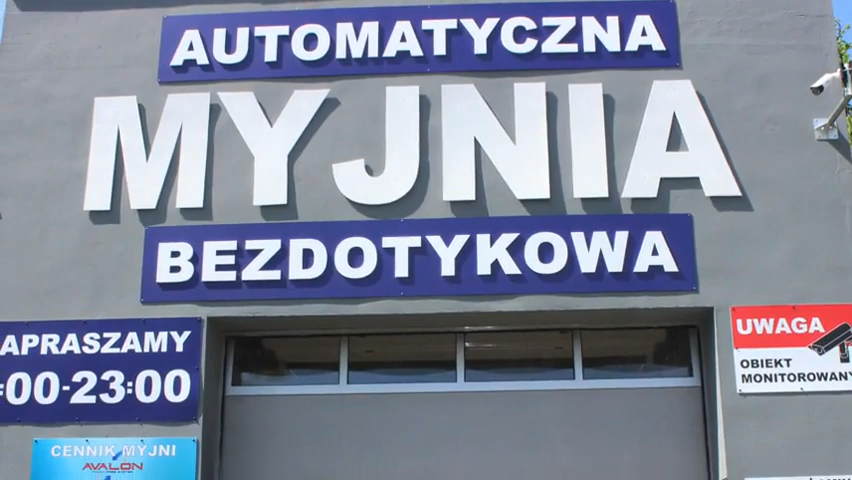 AUTOMATYCZNA
MYJNIA
BEZDOTYKOWA
APRASZAMY
:00-23:00
CENNIK MYJNI
AVALON
UWAGA
OBIEKT
MONITOROWANY